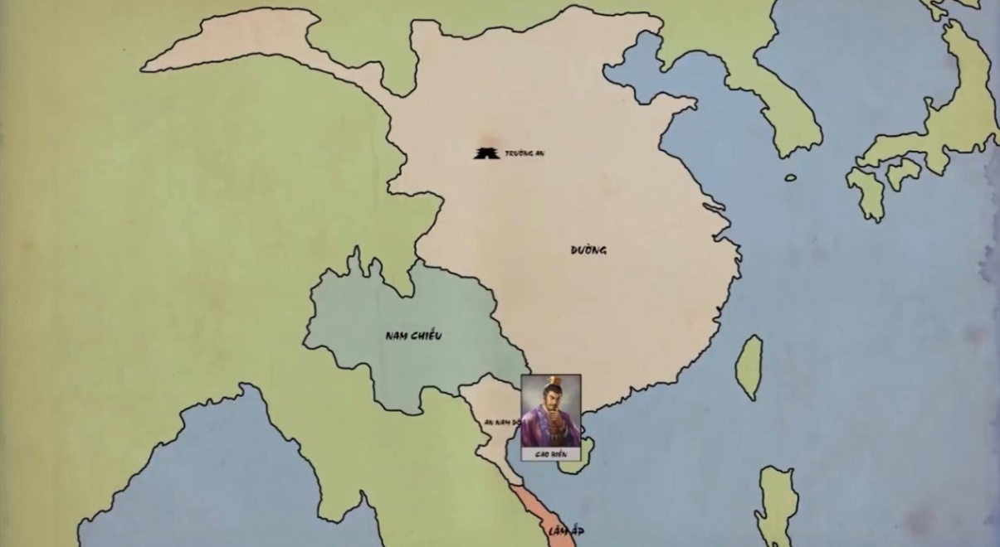 TRƯỜNG AN
ĐƯỜNG
NAM CHIẾU
AN NAM ĐÔ
CAO BIỀN
LÂM ẤP